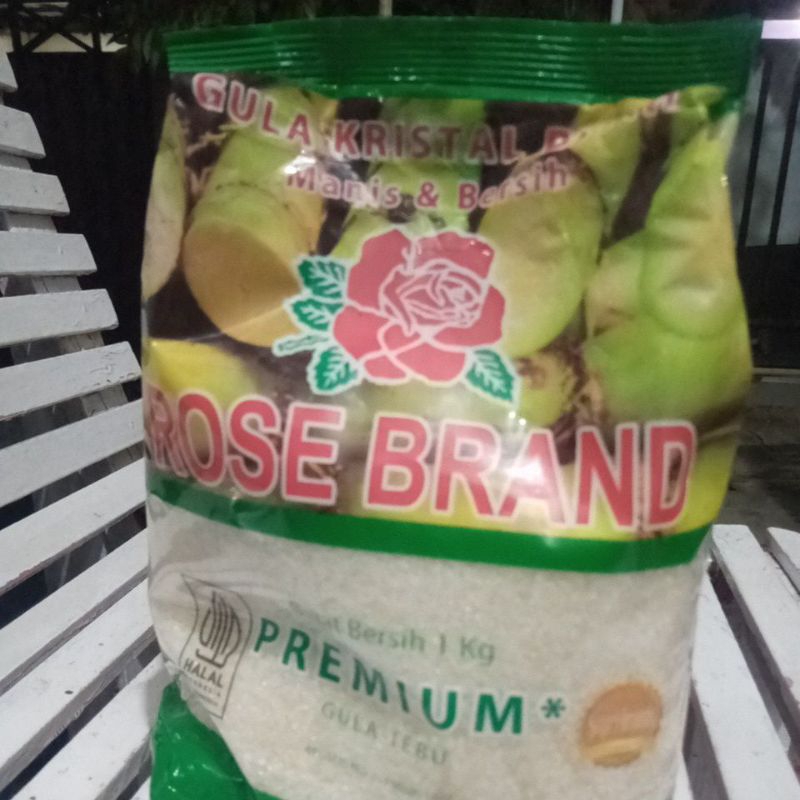 GULA KRISTAL
Manis & Bersih
ROSE BRAND
Bersih 1 Kg
PREMIUM*
GULA TEBU
HALAL